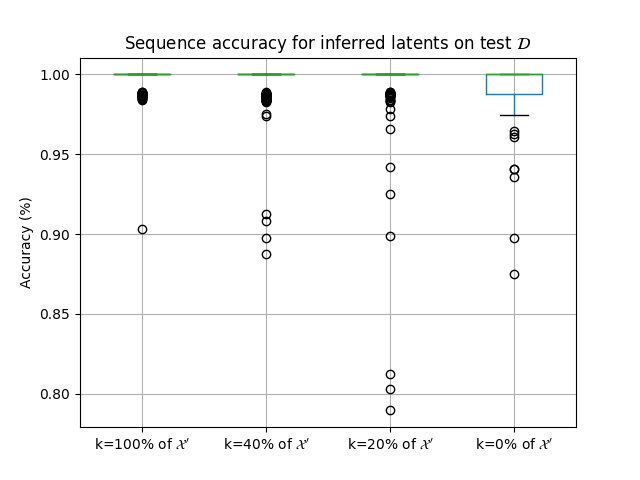 Sequence accuracy for inferred latents on test 𝒟
Accuracy (%)
1.00
0.95
0.90
0.85
0.80
k=100% of 𝒳′
k=40% of 𝒳′
k=20% of 𝒳′
k=0% of 𝒳′